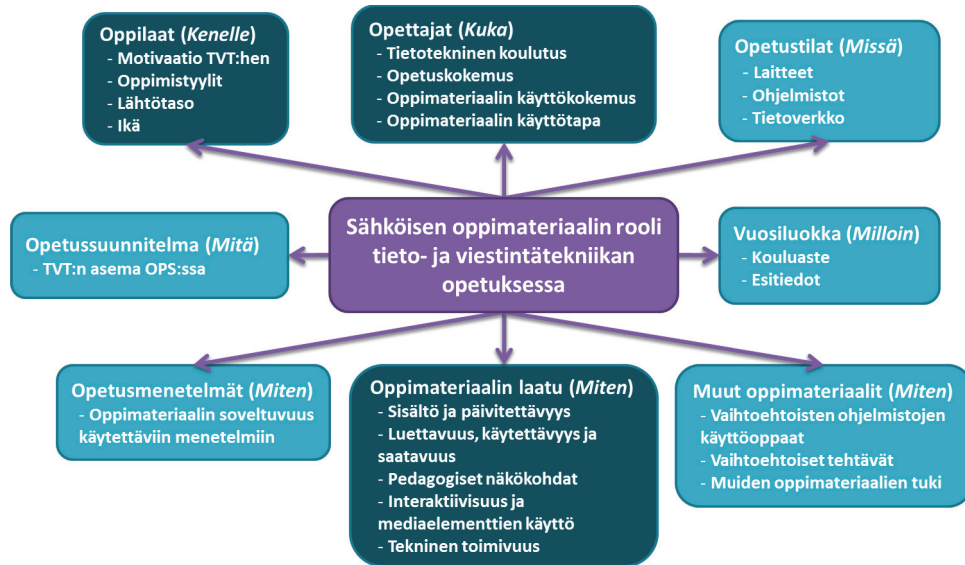 Oppilaat (Kenelle)
- Motivaatio TVT:hen
- Oppimistyylit
- Lähtötaso
- Ikä
Opettajat (Kuka)
- Tietotekninen koulutus
- Opetuskokemus
- Oppimateriaalin käyttökokemus
- Oppimateriaalin käyttötapa
Opetustilat (Missä)
- Laitteet
- Ohjelmistot
- Tietoverkko
Opetussuunnitelma (Mitä)
- TVT:n asema OPS:ssa
Sähköisen oppimateriaalin rooli
tieto- ja viestintätekniikan
opetuksessa
Vuosiluokka (Milloin)
- Kouluaste
- Esitiedot
Opetusmenetelmät (Miten)
- Oppimateriaalin soveltuvuus
käytettäviin menetelmiin
Oppimateriaalin laatu (Miten)
- Sisältö ja päivitettävyys
- Luettavuus, käytettävyys ja
saatavuus
- Pedagogiset näkökohdat
- Interaktiivisuus ja
mediaelementtien käyttö
- Tekninen toimivuus
Muut oppimateriaalit (Miten)
- Vaihtoehtoisten ohjelmistojen
käyttöoppaat
- Vaihtoehtoiset tehtävät
- Muiden oppimateriaalien tuki